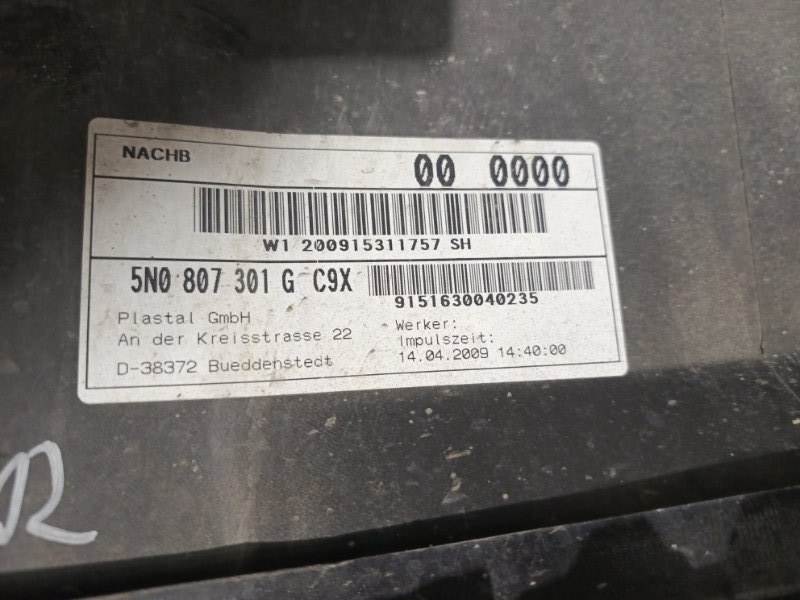 NACHB 00 0000
W1 200915311757 SH
5N0 807 301 G C9X
9151630040235
Plastal GmbH
An der Kreisstrasse 22
D-38372 Bueddenstedt
Werker:
Impulszeit:
14.04.2009 14:40:00